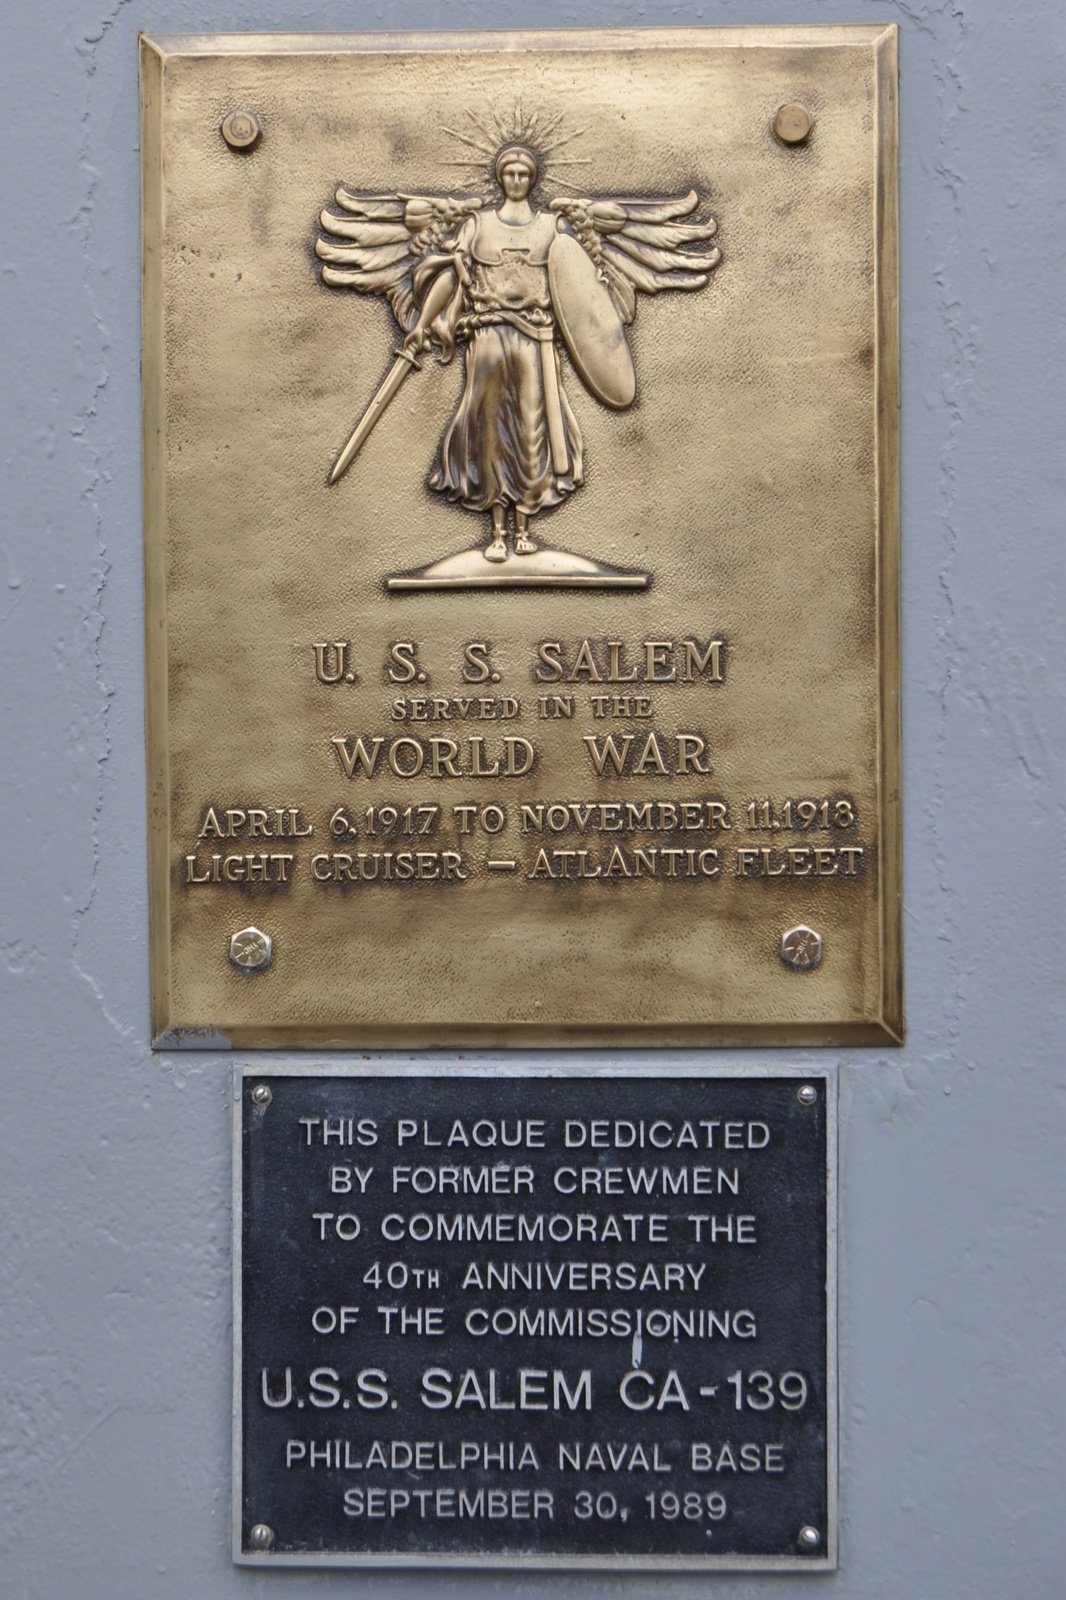 U. S. S. SALEM
SERVED IN THE
WORLD WAR
APRIL 6, 1917 TO NOVEMBER 11, 1918
LIGHT CRUISER — ATLANTIC FLEET
THIS PLAQUE DEDICATED
BY FORMER CREWMEN
TO COMMEMORATE THE
40TH ANNIVERSARY
OF THE COMMISSIONING
U.S.S. SALEM CA-139
PHILADELPHIA NAVAL BASE
SEPTEMBER 30, 1989